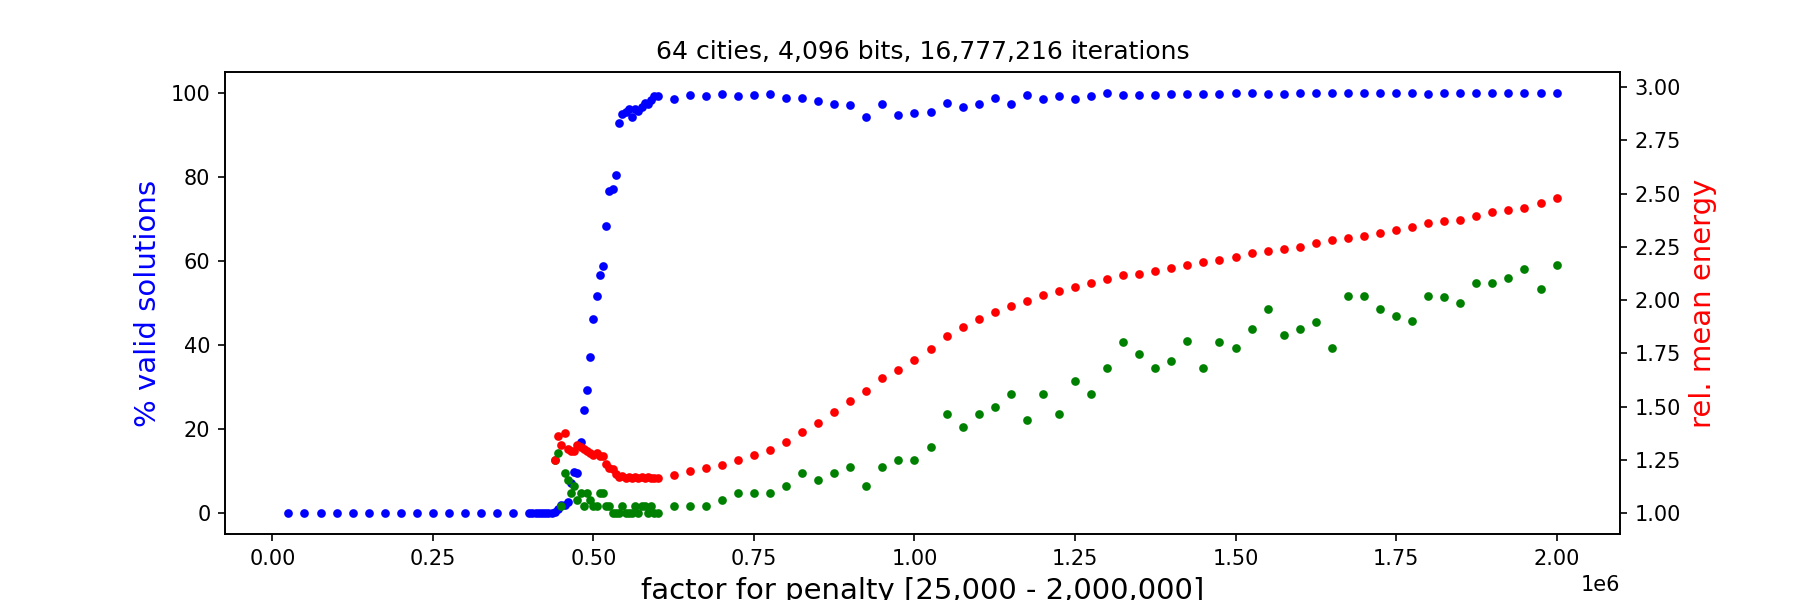 64 cities, 4,096 bits, 16,777,216 iterations
100
80
60
40
20
0
% valid solutions
3.00
2.75
2.50
2.25
2.00
1.75
1.50
1.25
1.00
rel. mean energy
0.00 0.25 0.50 0.75 1.00 1.25 1.50 1.75 2.00
1e6
factor for penalty [25,000 - 2,000,000]